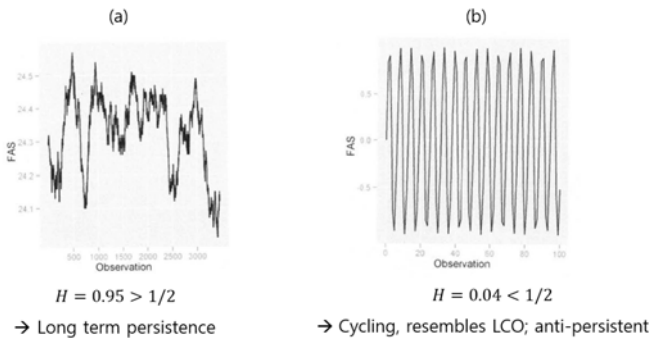 (a)
(b)
FAS
24.5
24.4
24.3
24.2
24.1
500 1000 1500 2000 2500 3000
Observation
FAS
0.5
0.0
-0.5
0 20 40 60 80 100
Observation
H = 0.95 > 1/2
H = 0.04 < 1/2
→ Long term persistence
→ Cycling, resembles LCO; anti-persistent